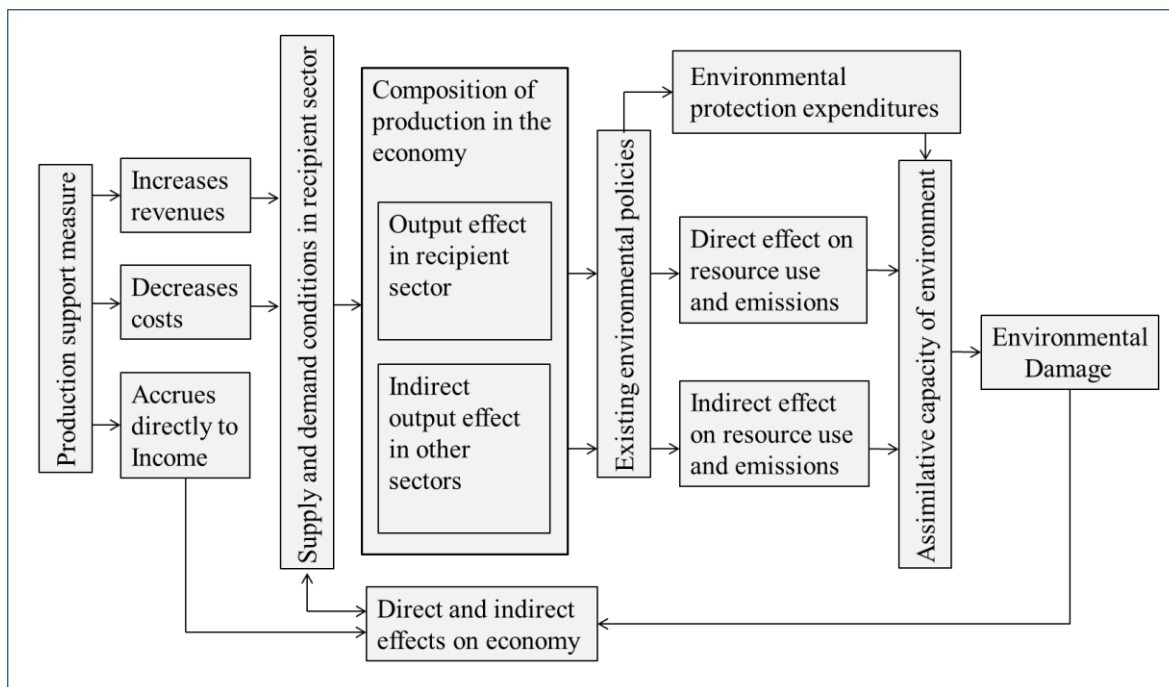 Production support measure
Increases
revenues
Decreases
costs
Accrues
directly to
Income
Supply and demand conditions in recipient sector
Composition of
production in the
economy
Output effect
in recipient
sector
Indirect
output effect
in other
sectors
Existing environmental policies
Environmental
protection expenditures
Direct effect on
resource use
and emissions
Indirect effect
on resource use
and emissions
Assimilative capacity of environment
Environmental
Damage
Direct and indirect
effects on economy